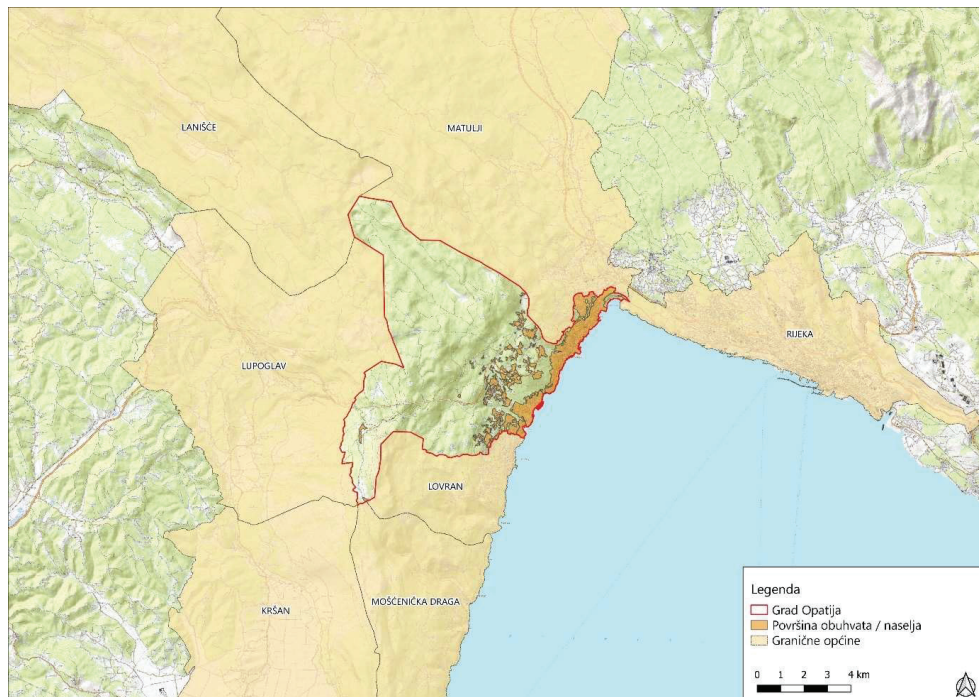 LANIŠĆE
MATULJI
RIJEKA
LUPOGLAV
LOVRAN
KRŠAN
MOŠĆENIČKA DRAGA
Legenda
Grad Opatija
Površina obuhvata / naselja
Granične općine
0 1 2 3 4 km